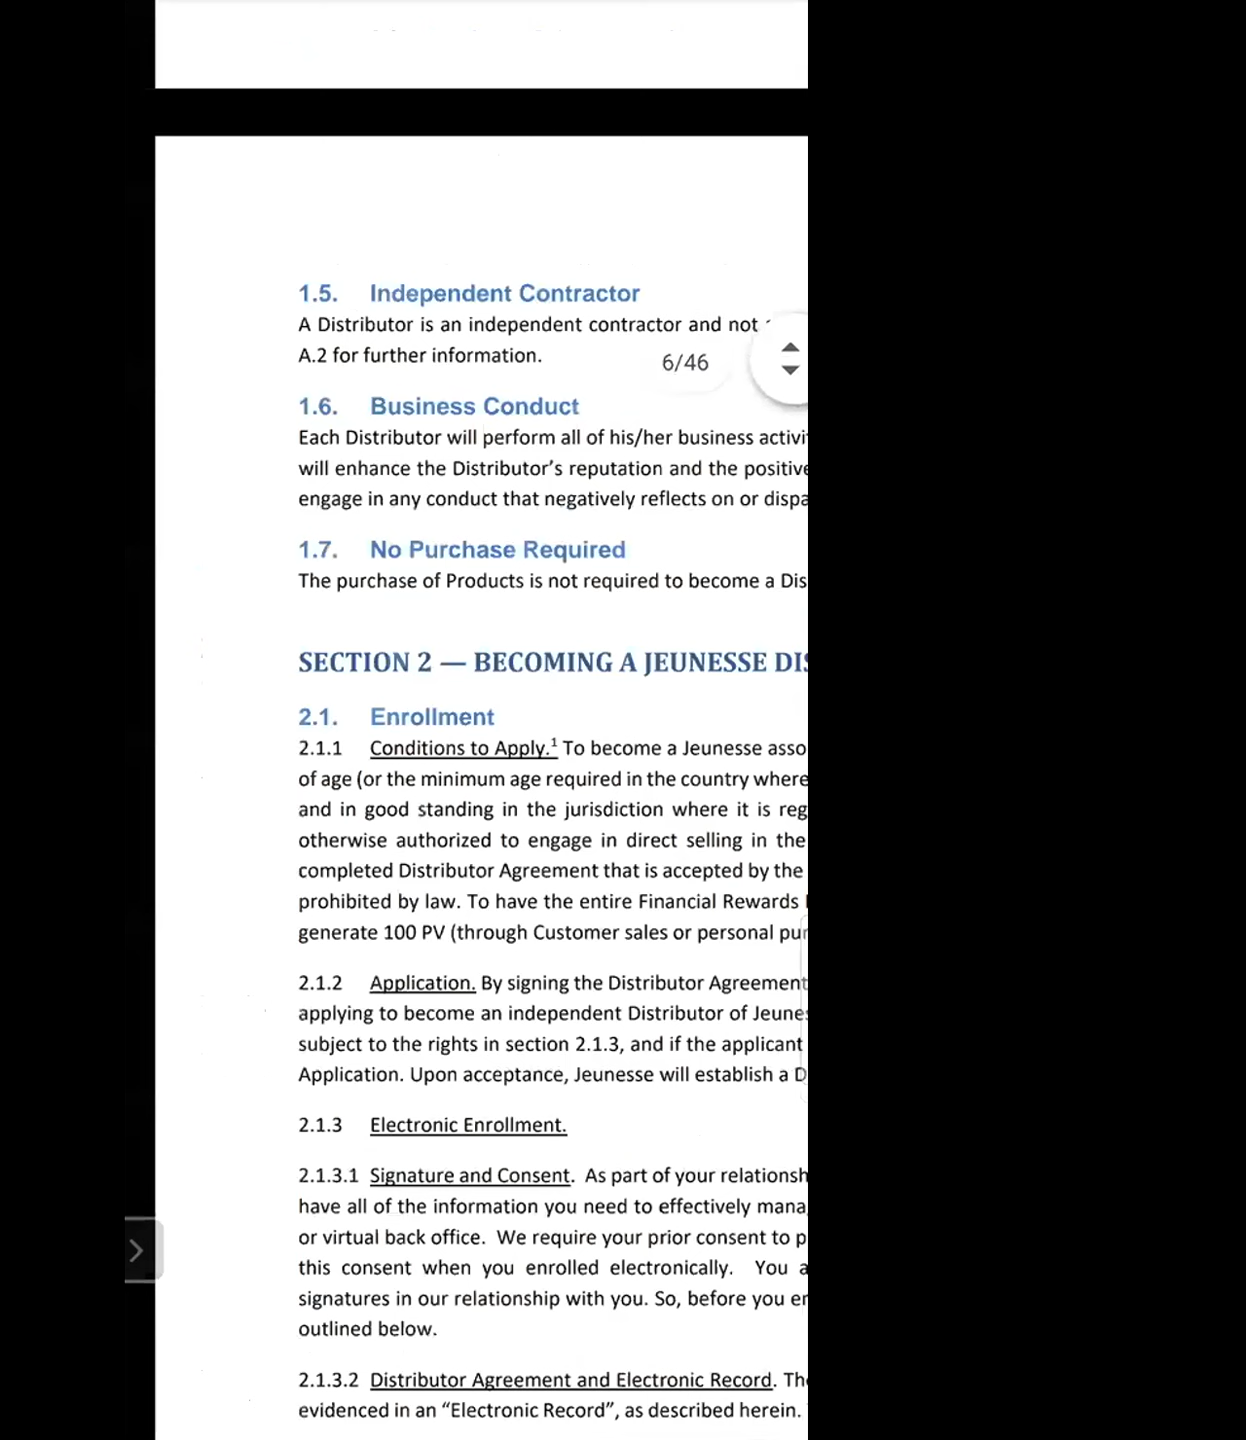 1.5. Independent Contractor
A Distributor is an independent contractor and not
A.2 for further information.
6/46
1.6. Business Conduct
Each Distributor will perform all of his/her business
will enhance the Distributor’s reputation and the
engage in any conduct that negatively reflects on or
1.7. No Purchase Required
The purchase of Products is not required to become a
SECTION 2 — BECOMING A JEUNESSE
2.1. Enrollment
2.1.1 Conditions to Apply.¹ To become a Jeunesse
of age (or the minimum age required in the country where
and in good standing in the jurisdiction where it is
otherwise authorized to engage in direct selling in the
completed Distributor Agreement that is accepted by the
prohibited by law. To have the entire Financial Rewards
generate 100 PV (through Customer sales or personal
2.1.2 Application. By signing the Distributor Agreement
applying to become an independent Distributor of
subject to the rights in section 2.1.3, and if the applicant
Application. Upon acceptance, Jeunesse will establish a
2.1.3 Electronic Enrollment.
2.1.3.1 Signature and Consent. As part of your
have all of the information you need to effectively
or virtual back office. We require your prior consent to
this consent when you enrolled electronically. You
signatures in our relationship with you. So, before you
outlined below.
2.1.3.2 Distributor Agreement and Electronic Record.
evidenced in an “Electronic Record”, as described herein.